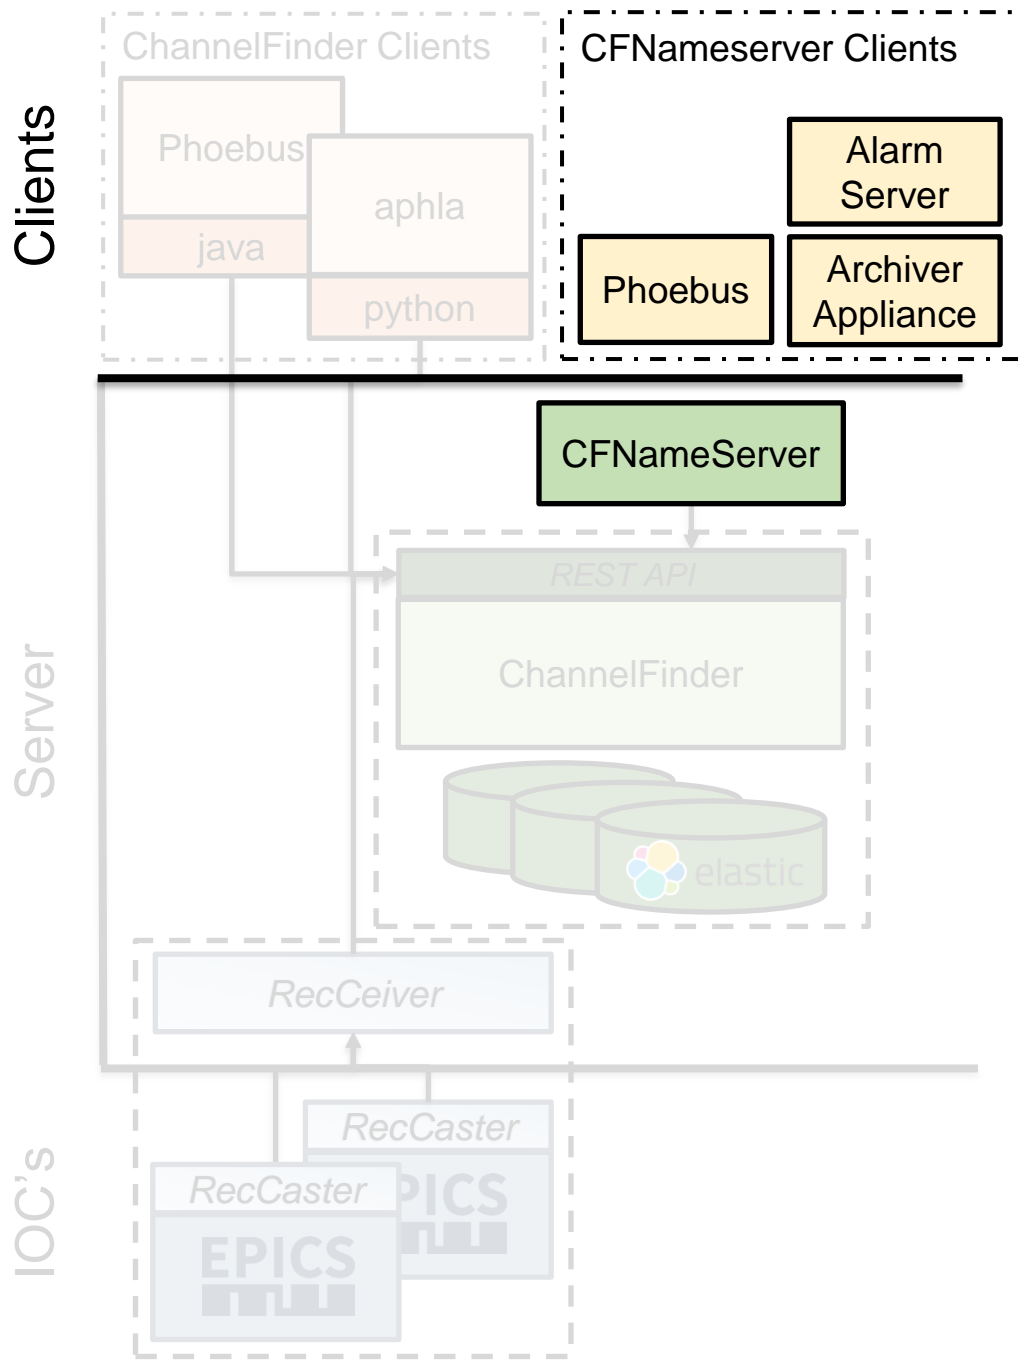 Clients
ChannelFinder Clients
Phoebus
java
aphla
python
CFNameserver Clients
Alarm
Server
Phoebus
Archiver
Appliance
Server
CFNameServer
REST API
ChannelFinder
elastic
IOC's
RecCeiver
RecCaster
PICS
RecCaster
EPICS